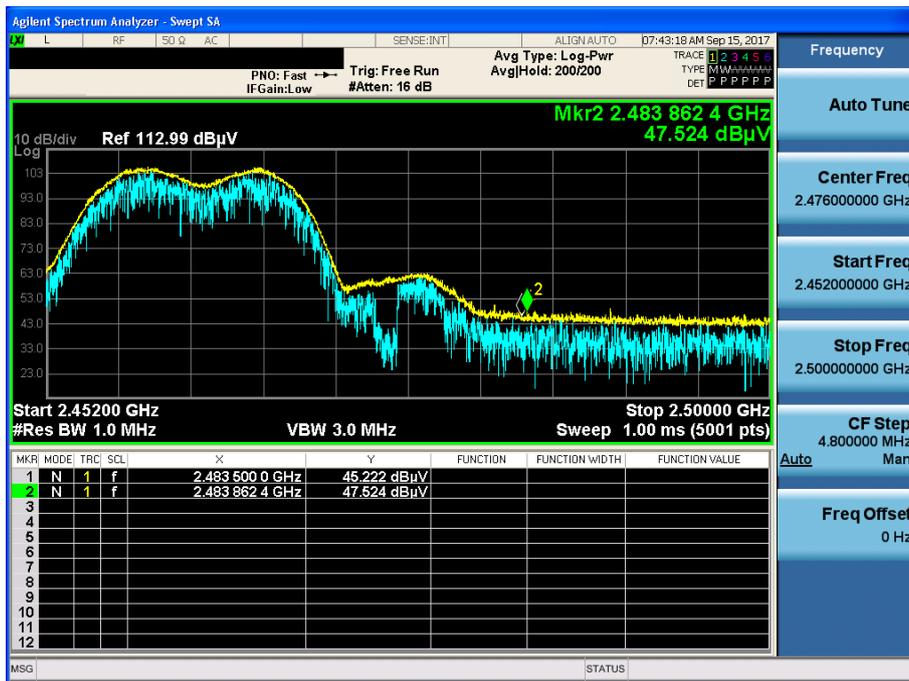 Agilent Spectrum Analyzer - Swept SA
LXI L RF 50 Ω AC SENSE:INT ALIGN AUTO 07:43:18 AM Sep 15, 2017
Frequency
PNO: Fast
IFGain:Low
Trig: Free Run
#Atten: 16 dB
Avg Type: Log-Pwr
Avg|Hold: 200/200
TRACE 1 2 3 4 5 6
TYPE M W W W W W
DET P P P P P P
Auto Tune
Mkr2 2.483 862 4 GHz
47.524 dBµV
10 dB/div
Log
Ref 112.99 dBµV
103
93.0
83.0
73.0
63.0
53.0
43.0
33.0
23.0
2
Start 2.45200 GHz
Stop 2.50000 GHz
#Res BW 1.0 MHz
VBW 3.0 MHz
Sweep 1.00 ms (5001 pts)
Center Freq
2.476000000 GHz
Start Freq
2.452000000 GHz
Stop Freq
2.500000000 GHz
CF Step
4.800000 MHz
Auto Man
Freq Offset
0 Hz
MKR MODE TRC SCL X Y FUNCTION FUNCTION WIDTH FUNCTION VALUE
1 N 1 f 2.483 500 0 GHz 45.222 dBµV
2 N 1 f 2.483 862 4 GHz 47.524 dBµV
3
4
5
6
7
8
9
10
11
12
MSG STATUS